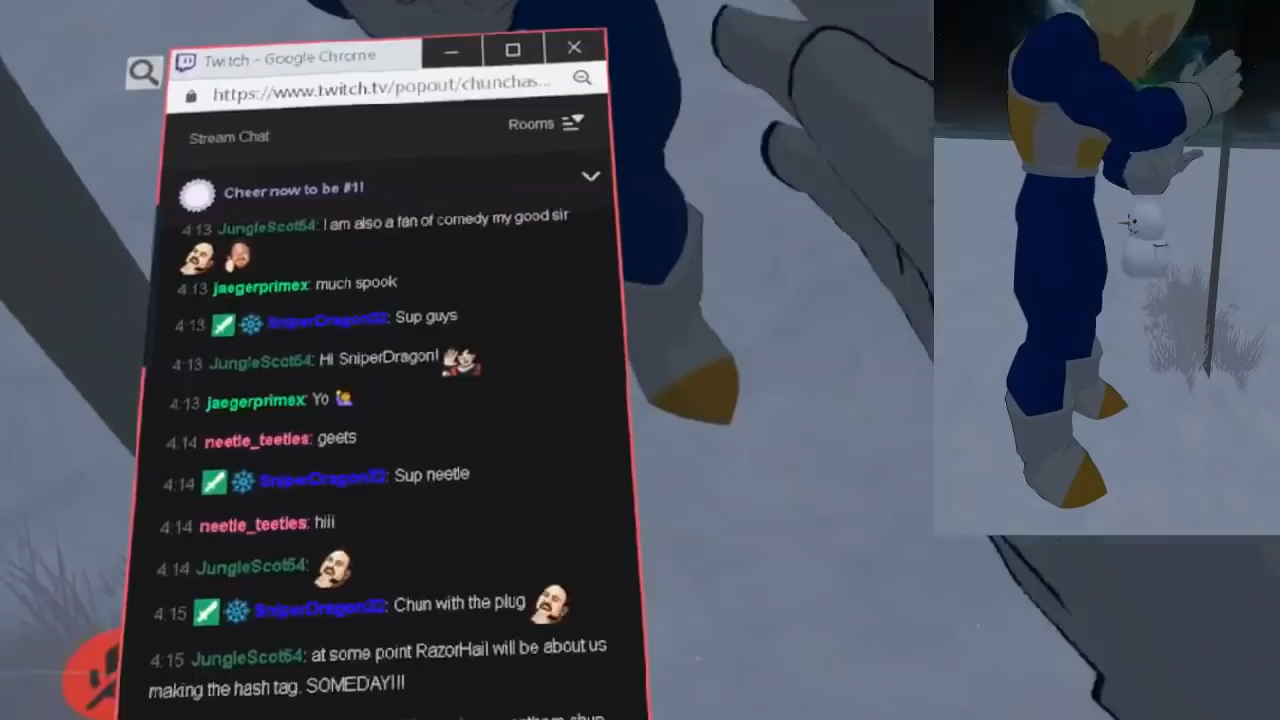 Twitch - Google Chrome
https://www.twitch.tv/popout/chunchas...
Stream Chat
Rooms
Cheer now to be #1!
4:13 JungleScot54: I am also a fan of comedy my good sir
4:13 jaegerprimex: much spook
4:13 SniperDragon32: Sup guys
4:13 JungleScot54: Hi SniperDragon!
4:13 jaegerprimex: Yo
4:14 neetle_teetles: geets
4:14 SniperDragon32: Sup neetle
4:14 neetle_teetles: hiii
4:14 JungleScot54:
4:15 SniperDragon32: Chun with the plug
4:15 JungleScot54: at some point RazorHail will be about us
making the hash tag. SOMEDAY!!!